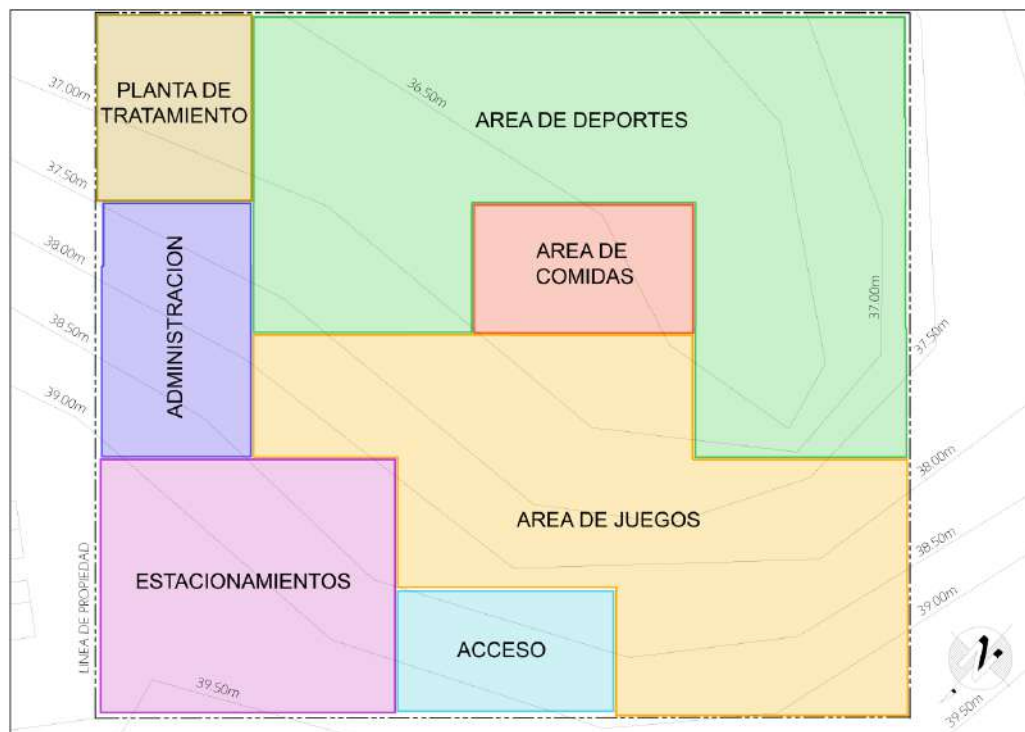 PLANTA DE
TRATAMIENTO
AREA DE DEPORTES
36.50m
37.00m
37.50m
38.00m
38.50m
39.00m
ADMINISTRACION
AREA DE
COMIDAS
37.00m
37.50m
38.00m
38.50m
39.00m
39.50m
AREA DE JUEGOS
ESTACIONAMIENTOS
ACCESO
LINEA DE PROPIEDAD
39.50m